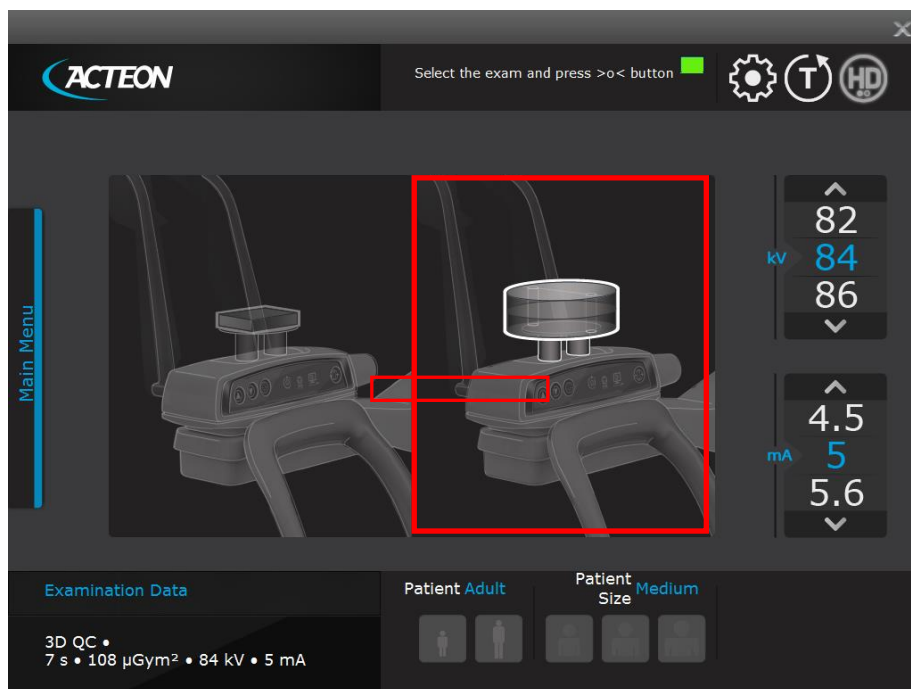 ACTEON
Select the exam and press >o< button
T
HD
Main Menu
82
kV 84
86
4.5
mA 5
5.6
Examination Data
3D QC •
7 s • 108 µGym² • 84 kV • 5 mA
Patient Adult
Patient
Size Medium